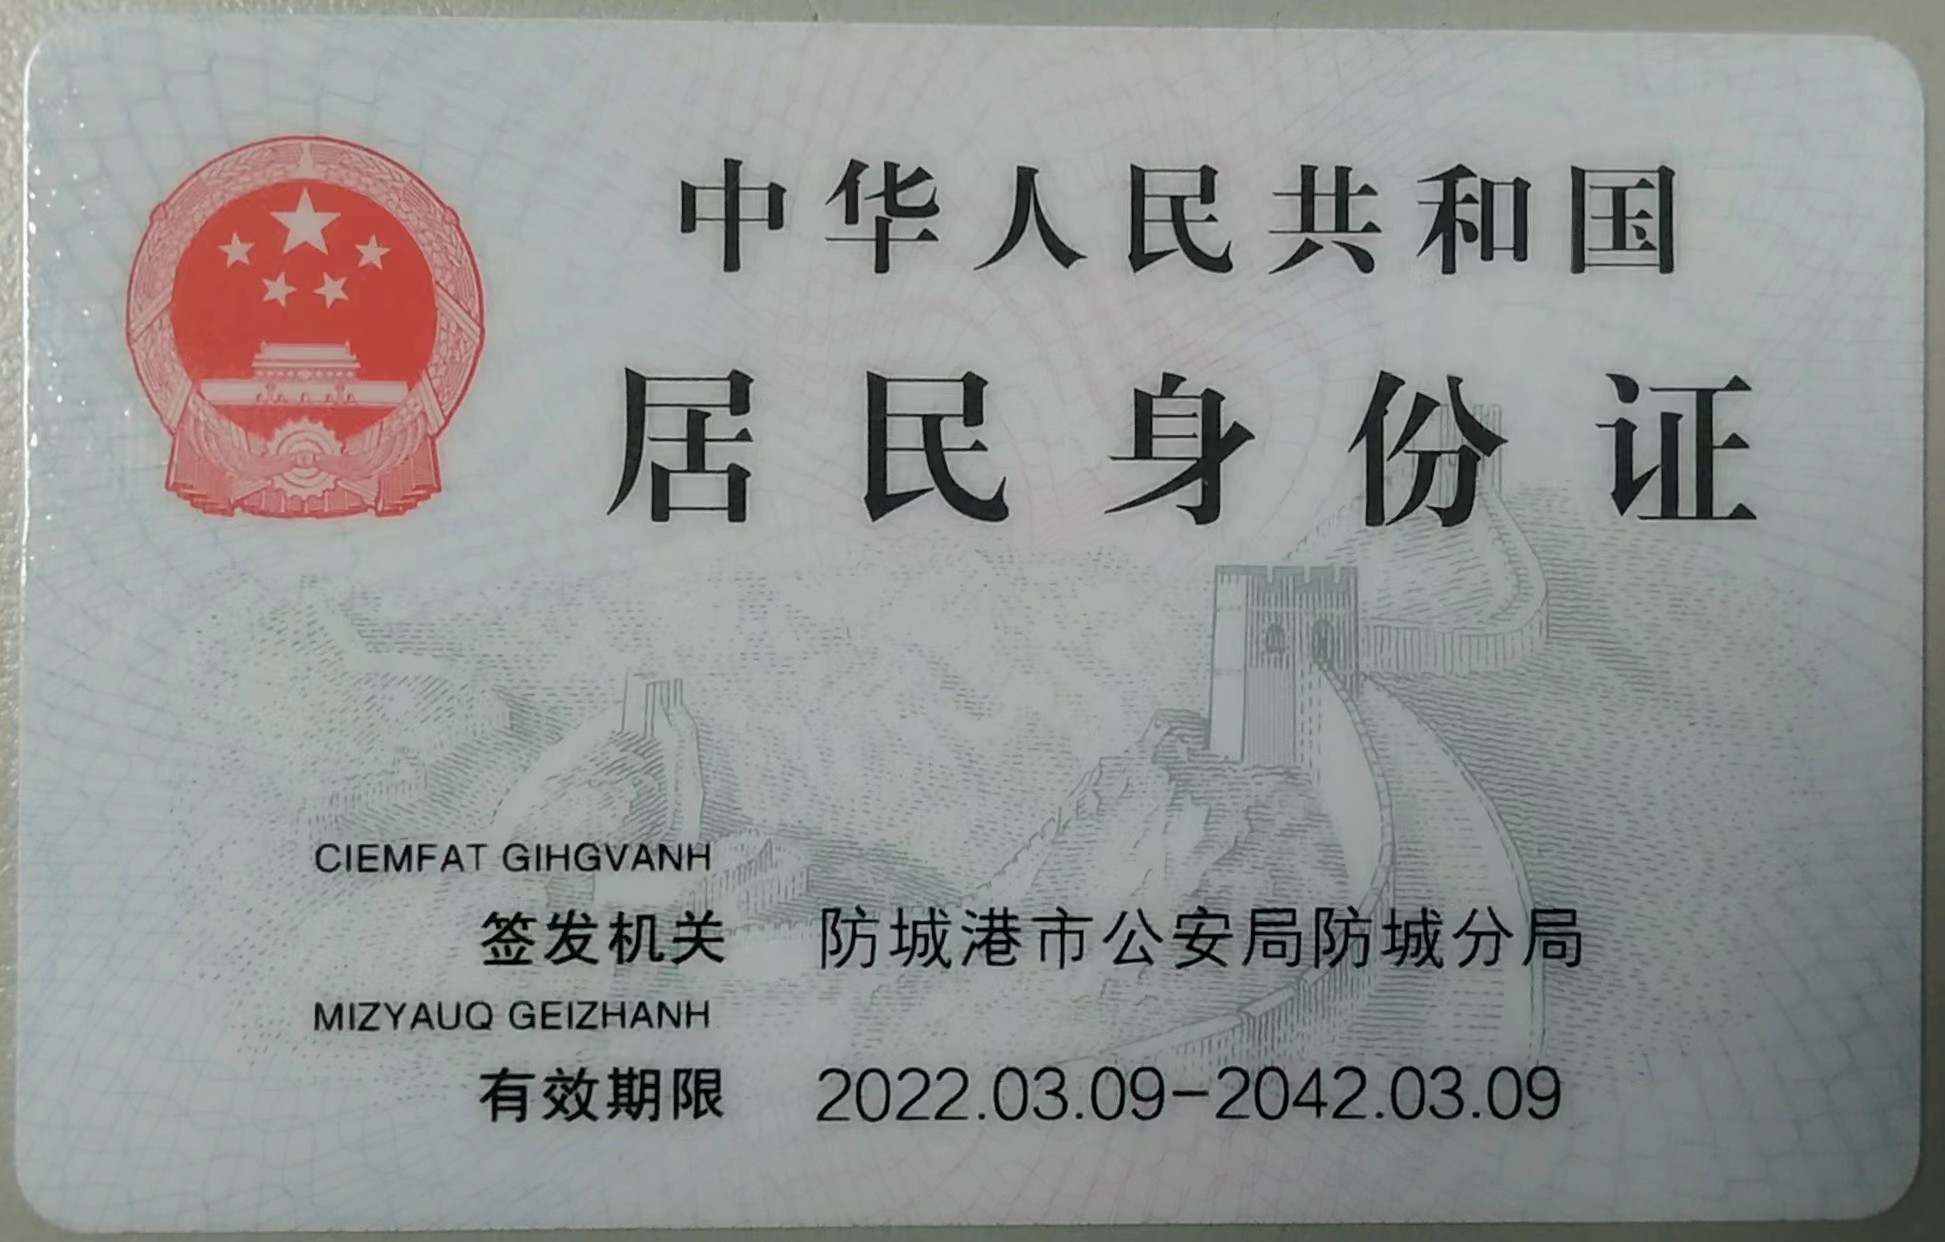 中华人民共和国
居民身份证
CIEMFAT GIHGVANH
签发机关 防城港市公安局防城分局
MIZYAUQ GEIZHANH
有效期限 2022.03.09-2042.03.09